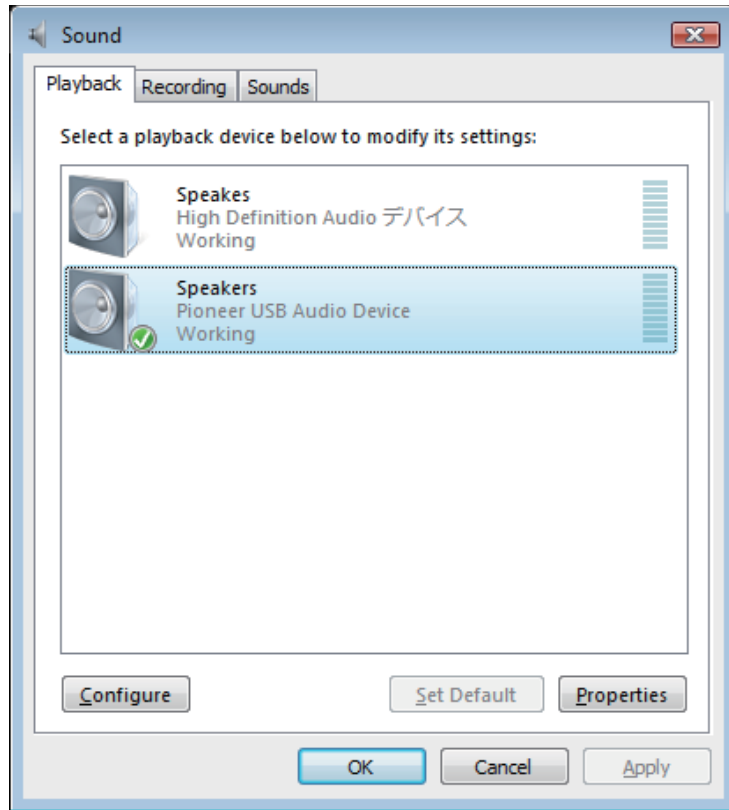 Sound
Playback Recording Sounds
Select a playback device below to modify its settings:
Speakes
High Definition Audio デバイス
Working
Speakers
Pioneer USB Audio Device
Working
Configure Set Default Properties
OK Cancel Apply